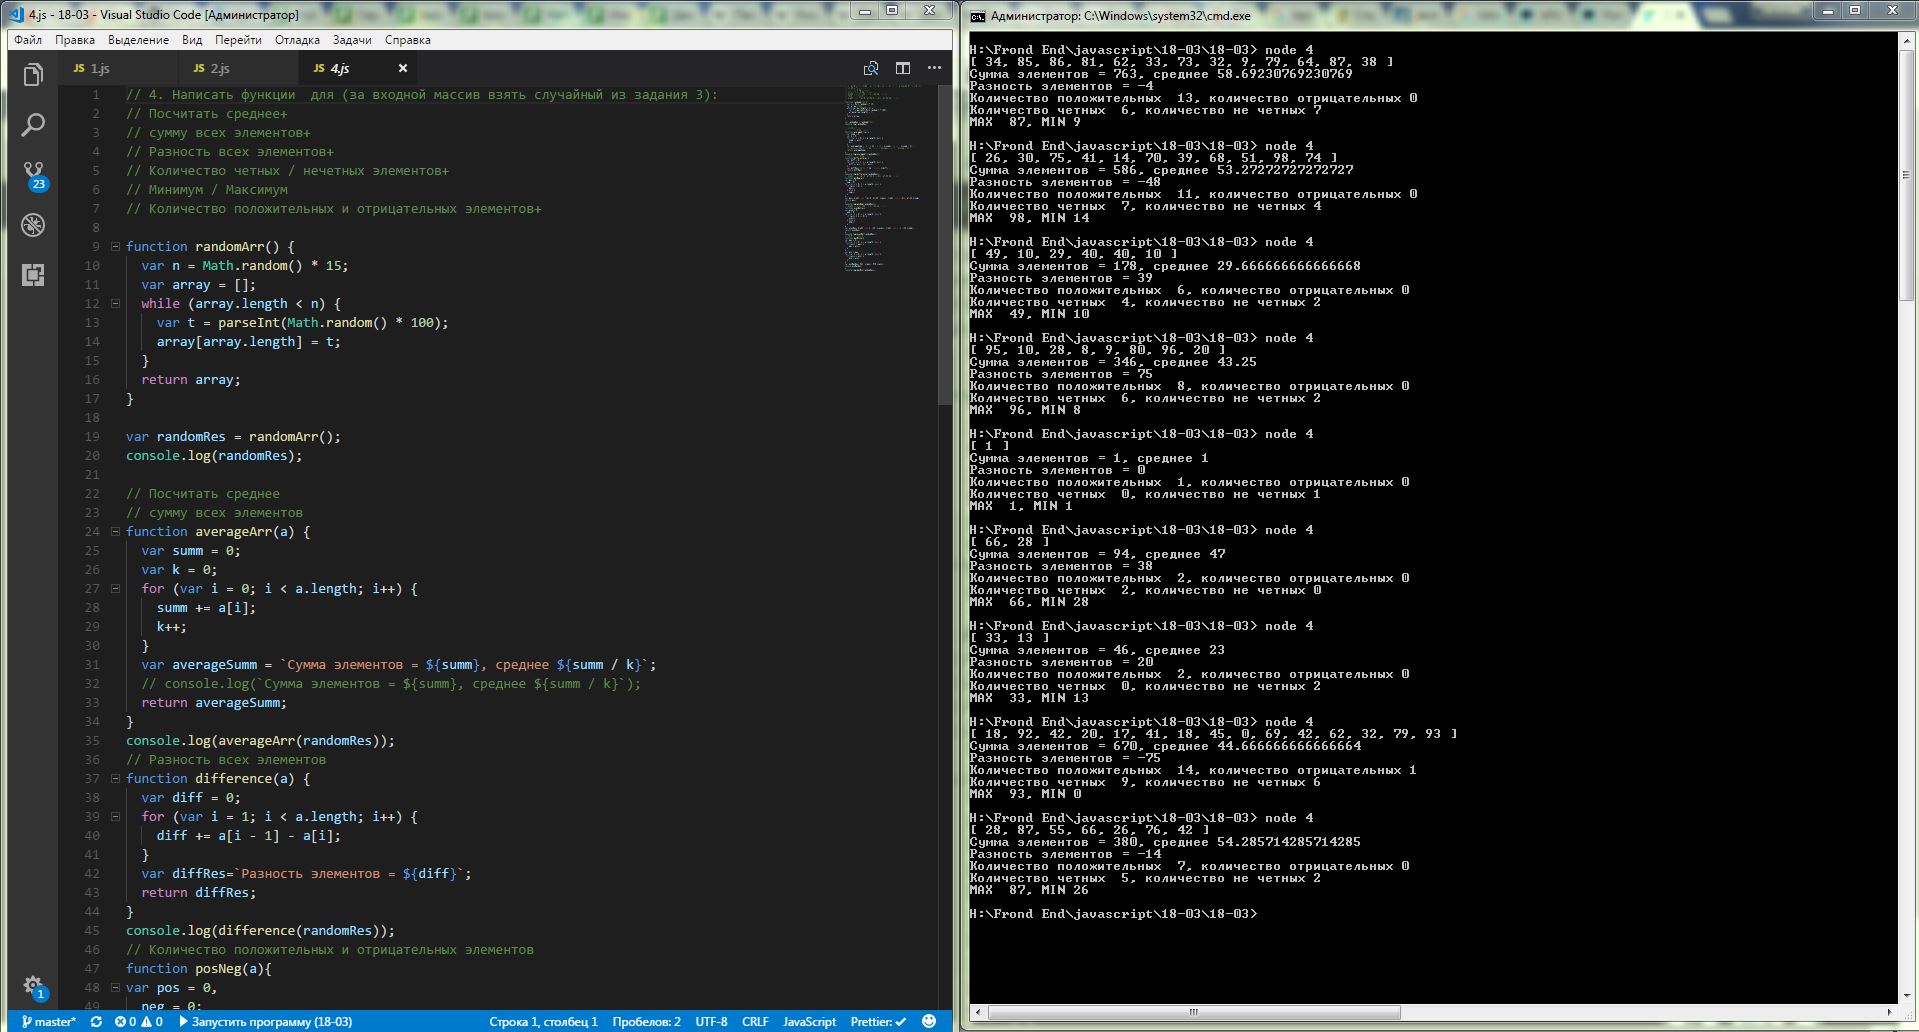 4.js - 18-03 - Visual Studio Code [Администратор]
Файл Правка Выделение Вид Перейти Отладка Задачи Справка
JS 1.js JS 2.js JS 4.js
1 // 4. Написать функции  для (за входной массив взять случайный из задания 3):
2 // Посчитать среднее+
3 // сумму всех элементов+
4 // Разность всех элементов+
5 // Количество четных / нечетных элементов+
6 // Минимум / Максимум
7 // Количество положительных и отрицательных элементов+
8
9 function randomArr() {
10 var n = Math.random() * 15;
11 var array = [];
12 while (array.length < n) {
13 var t = parseInt(Math.random() * 100);
14 array[array.length] = t;
15 }
16 return array;
17 }
18
19 var randomRes = randomArr();
20 console.log(randomRes);
21
22 // Посчитать среднее
23 // сумму всех элементов
24 function averageArr(a) {
25 var summ = 0;
26 var k = 0;
27 for (var i = 0; i < a.length; i++) {
28 summ += a[i];
29 k++;
30 }
31 var averageSumm = `Сумма элементов = ${summ}, среднее ${summ / k}`;
32 // console.log(`Сумма элементов = ${summ}, среднее ${summ / k}`);
33 return averageSumm;
34 }
35 console.log(averageArr(randomRes));
36 // Разность всех элементов
37 function difference(a) {
38 var diff = 0;
39 for (var i = 1; i < a.length; i++) {
40 diff += a[i - 1] - a[i];
41 }
42 var diffRes=`Разность элементов = ${diff}`;
43 return diffRes;
44 }
45 console.log(difference(randomRes));
46 // Количество положительных и отрицательных элементов
47 function posNeg(a){
48 var pos = 0,
49 neg = 0;
23
1
master* 0 0 Запустить программу (18-03) Строка 1, столбец 1 Пробелов: 2 UTF-8 CRLF JavaScript Prettier: ✓
Администратор: C:\Windows\system32\cmd.exe
H:\Frond End\javascript\18-03\18-03> node 4
[ 34, 85, 86, 81, 62, 33, 73, 32, 9, 79, 64, 87, 38 ]
Сумма элементов = 763, среднее 58.69230769230769
Разность элементов = -4
Количество положительных  13, количество отрицательных 0
Количество четных  6, количество не четных 7
MAX  87, MIN 9
H:\Frond End\javascript\18-03\18-03> node 4
[ 26, 30, 75, 41, 14, 70, 39, 68, 51, 98, 74 ]
Сумма элементов = 586, среднее 53.27272727272727
Разность элементов = -48
Количество положительных  11, количество отрицательных 0
Количество четных  7, количество не четных 4
MAX  98, MIN 14
H:\Frond End\javascript\18-03\18-03> node 4
[ 49, 10, 29, 40, 40, 10 ]
Сумма элементов = 178, среднее 29.666666666666668
Разность элементов = 39
Количество положительных  6, количество отрицательных 0
Количество четных  4, количество не четных 2
MAX  49, MIN 10
H:\Frond End\javascript\18-03\18-03> node 4
[ 95, 10, 28, 8, 9, 80, 96, 20 ]
Сумма элементов = 346, среднее 43.25
Разность элементов = 75
Количество положительных  8, количество отрицательных 0
Количество четных  6, количество не четных 2
MAX  96, MIN 8
H:\Frond End\javascript\18-03\18-03> node 4
[ 1 ]
Сумма элементов = 1, среднее 1
Разность элементов = 0
Количество положительных  1, количество отрицательных 0
Количество четных  0, количество не четных 1
MAX  1, MIN 1
H:\Frond End\javascript\18-03\18-03> node 4
[ 66, 28 ]
Сумма элементов = 94, среднее 47
Разность элементов = 38
Количество положительных  2, количество отрицательных 0
Количество четных  2, количество не четных 0
MAX  66, MIN 28
H:\Frond End\javascript\18-03\18-03> node 4
[ 33, 13 ]
Сумма элементов = 46, среднее 23
Разность элементов = 20
Количество положительных  2, количество отрицательных 0
Количество четных  0, количество не четных 2
MAX  33, MIN 13
H:\Frond End\javascript\18-03\18-03> node 4
[ 18, 92, 42, 20, 17, 41, 18, 45, 0, 69, 42, 62, 32, 79, 93 ]
Сумма элементов = 670, среднее 44.666666666666664
Разность элементов = -75
Количество положительных  14, количество отрицательных 1
Количество четных  9, количество не четных 6
MAX  93, MIN 0
H:\Frond End\javascript\18-03\18-03> node 4
[ 28, 87, 55, 66, 26, 76, 42 ]
Сумма элементов = 380, среднее 54.285714285714285
Разность элементов = -14
Количество положительных  7, количество отрицательных 0
Количество четных  5, количество не четных 2
MAX  87, MIN 26
H:\Frond End\javascript\18-03\18-03>